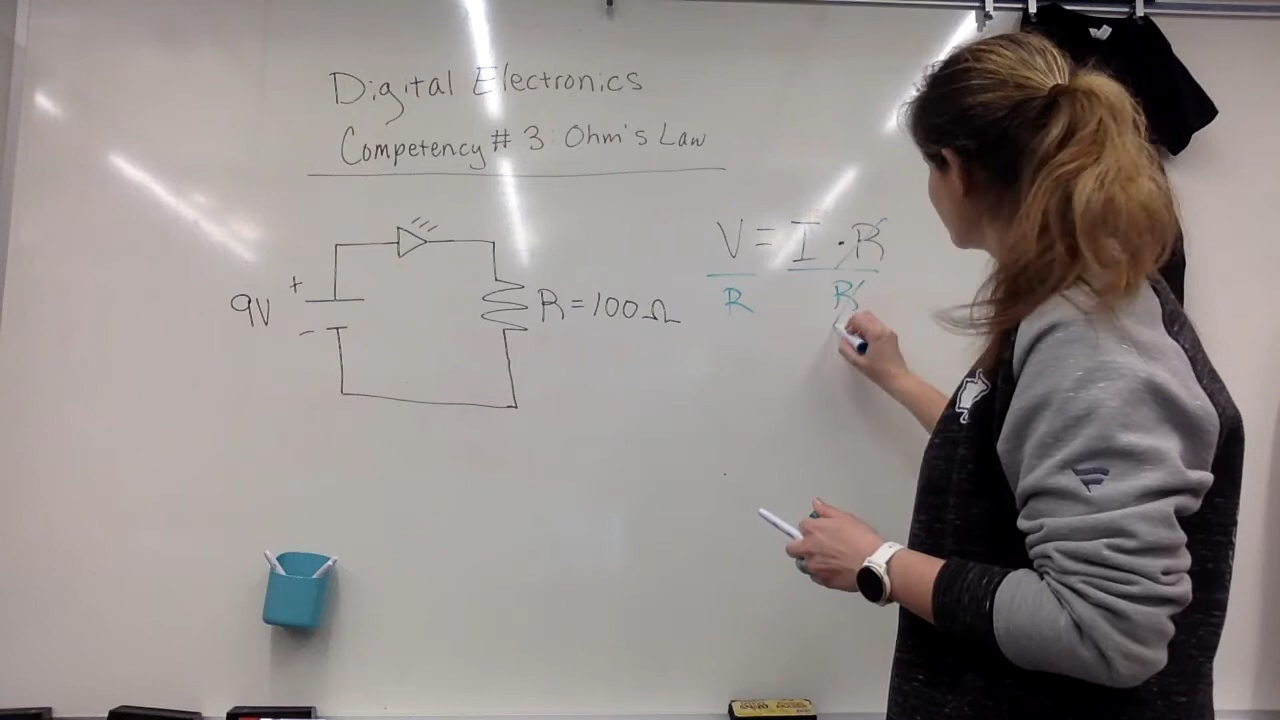 Digital Electronics
Competency # 3: Ohm's Law
V = I · R
R R
+
9V
-
R = 100 Ω